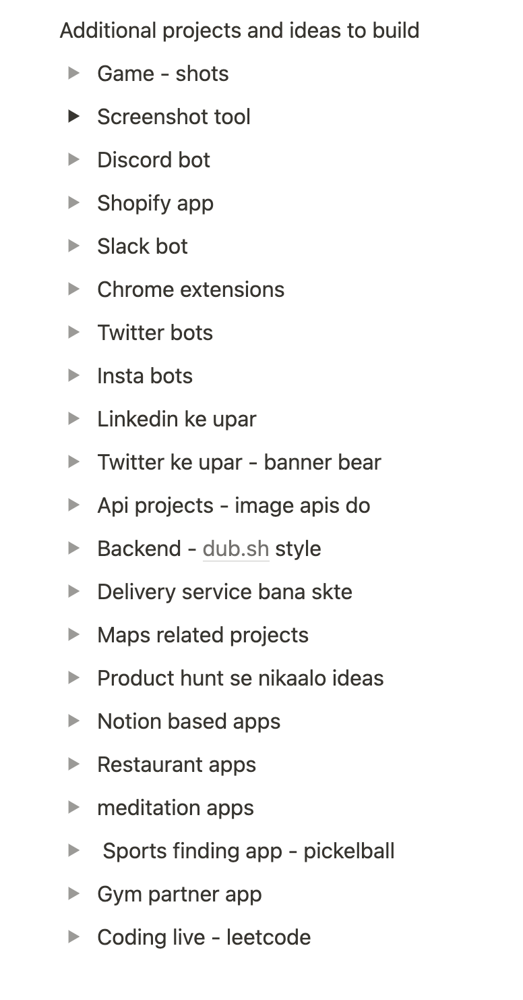 Additional projects and ideas to build
Game - shots
Screenshot tool
Discord bot
Shopify app
Slack bot
Chrome extensions
Twitter bots
Insta bots
Linkedin ke upar
Twitter ke upar - banner bear
Api projects - image apis do
Backend - dub.sh style
Delivery service bana skte
Maps related projects
Product hunt se nikaalo ideas
Notion based apps
Restaurant apps
meditation apps
Sports finding app - pickelball
Gym partner app
Coding live - leetcode